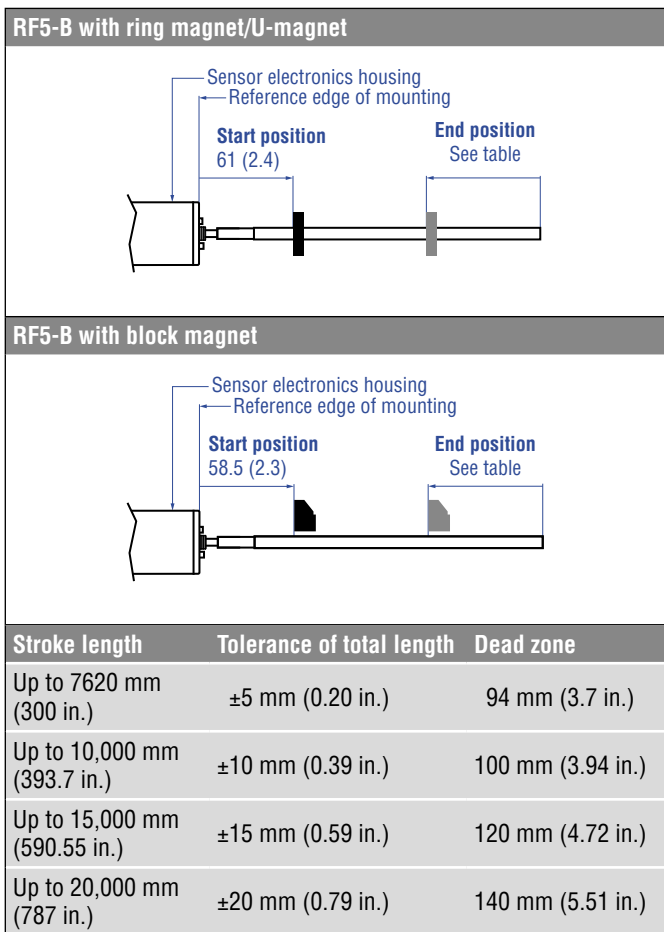 RF5-B with ring magnet/U-magnet
Sensor electronics housing
Reference edge of mounting
Start position
61 (2.4)
End position
See table
RF5-B with block magnet
Sensor electronics housing
Reference edge of mounting
Start position
58.5 (2.3)
End position
See table
Stroke length Tolerance of total length Dead zone
Up to 7620 mm
(300 in.)
±5 mm (0.20 in.)
94 mm (3.7 in.)
Up to 10,000 mm
(393.7 in.)
±10 mm (0.39 in.)
100 mm (3.94 in.)
Up to 15,000 mm
(590.55 in.)
±15 mm (0.59 in.)
120 mm (4.72 in.)
Up to 20,000 mm
(787 in.)
±20 mm (0.79 in.)
140 mm (5.51 in.)